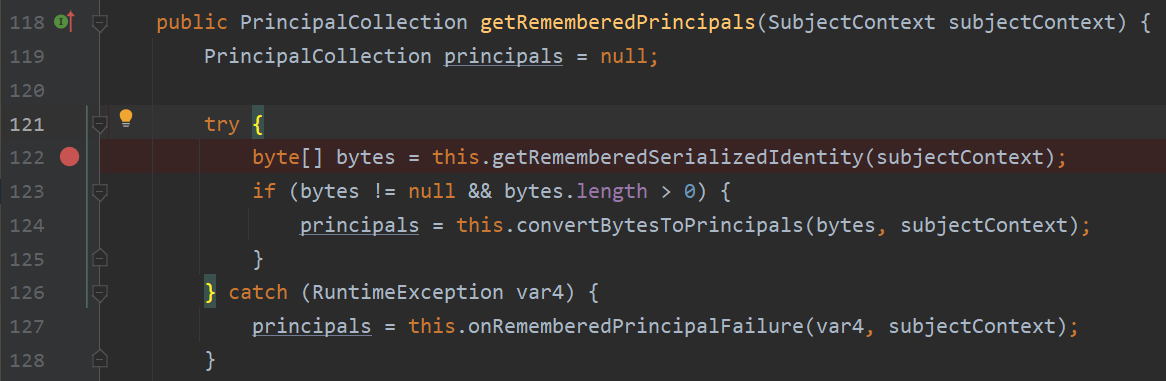 118 public PrincipalCollection getRememberedPrincipals(SubjectContext subjectContext) {
119 PrincipalCollection principals = null;
120
121 try {
122 byte[] bytes = this.getRememberedSerializedIdentity(subjectContext);
123 if (bytes != null && bytes.length > 0) {
124 principals = this.convertBytesToPrincipals(bytes, subjectContext);
125 }
126 } catch (RuntimeException var4) {
127 principals = this.onRememberedPrincipalFailure(var4, subjectContext);
128 }